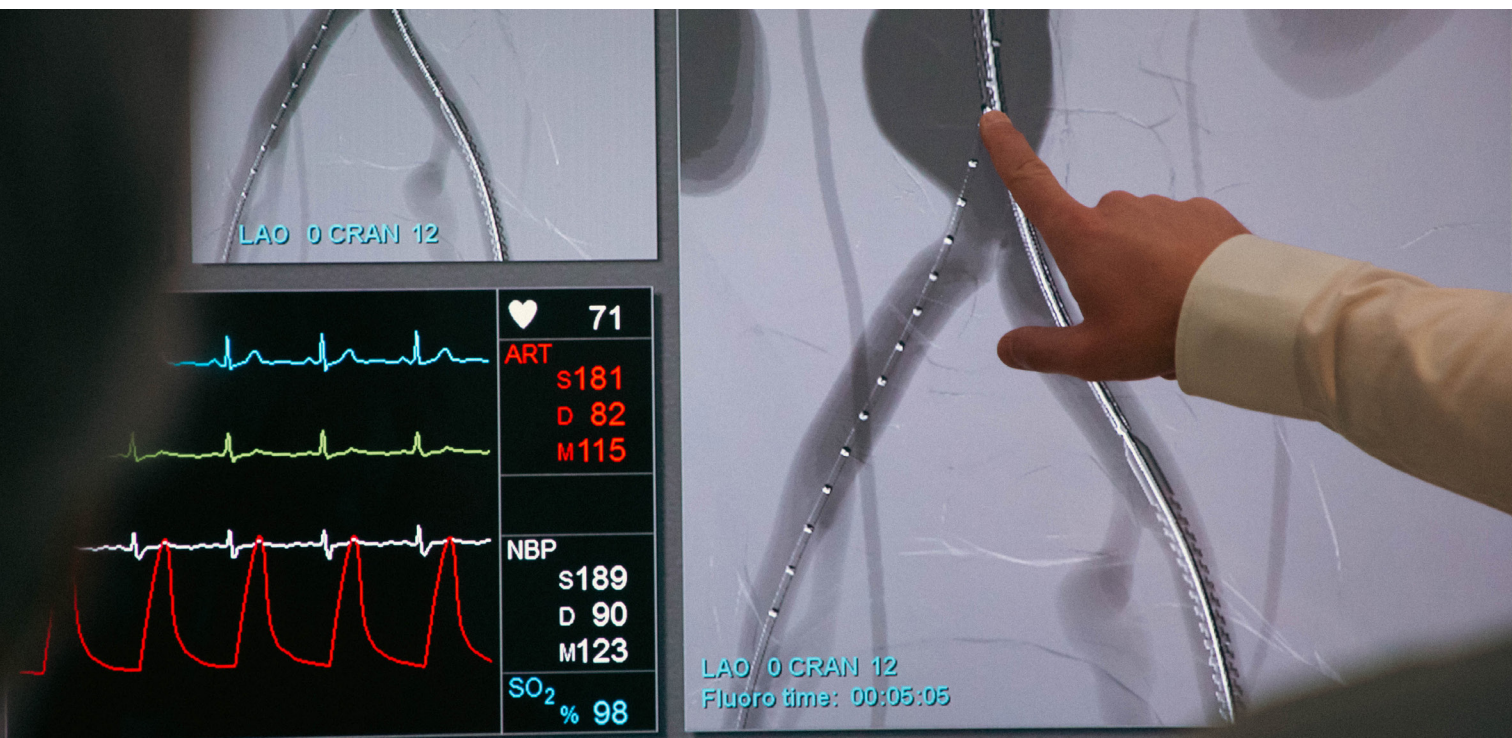 LAO 0 CRAN 12
71
ART
S181
D 82
M115
NBP
S189
D 90
M123
SO2
% 98
LAO 0 CRAN 12
Fluoro time: 00:05:05